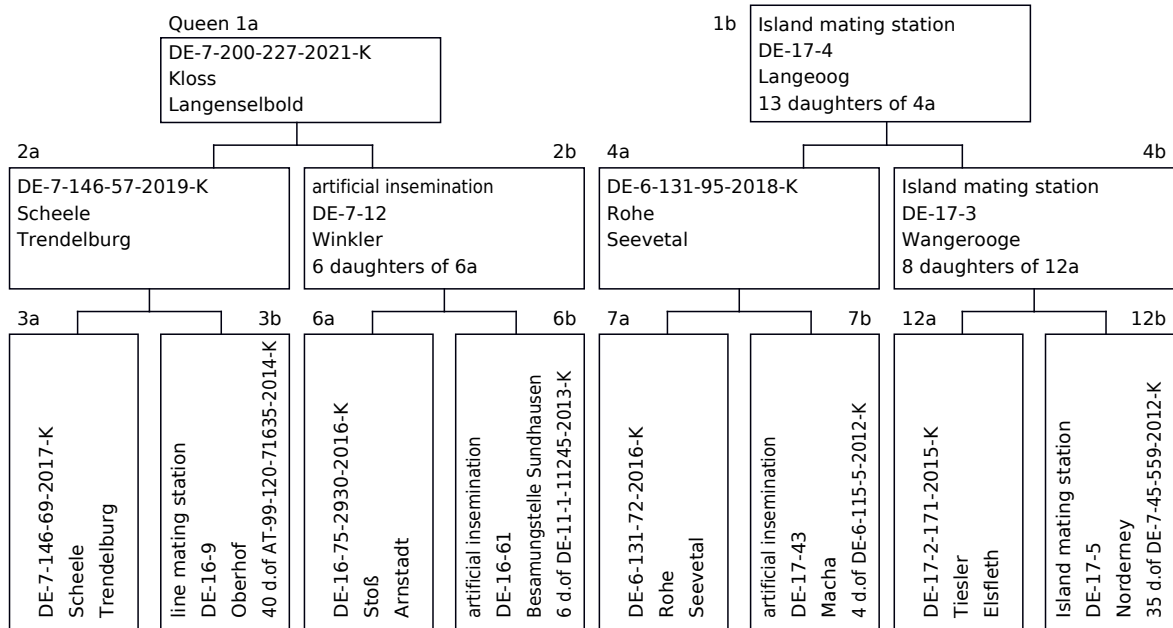 Queen 1a
DE-7-200-227-2021-K
Kloss
Langenselbold
1b
Island mating station
DE-17-4
Langeoog
13 daughters of 4a
2a
DE-7-146-57-2019-K
Scheele
Trendelburg
2b
artificial insemination
DE-7-12
Winkler
6 daughters of 6a
4a
DE-6-131-95-2018-K
Rohe
Seevetal
4b
Island mating station
DE-17-3
Wangerooge
8 daughters of 12a
3a
DE-7-146-69-2017-K
Scheele
Trendelburg
3b
line mating station
DE-16-9
Oberhof
40 d.of AT-99-120-71635-2014-K
6a
DE-16-75-2930-2016-K
Stoß
Arnstadt
6b
artificial insemination
DE-16-61
Besamungstelle Sundhausen
6 d.of DE-11-1-11245-2013-K
7a
DE-6-131-72-2016-K
Rohe
Seevetal
7b
artificial insemination
DE-17-43
Macha
4 d.of DE-6-115-5-2012-K
12a
DE-17-2-171-2015-K
Tiesler
Elsfleth
12b
Island mating station
DE-17-5
Norderney
35 d.of DE-7-45-559-2012-K